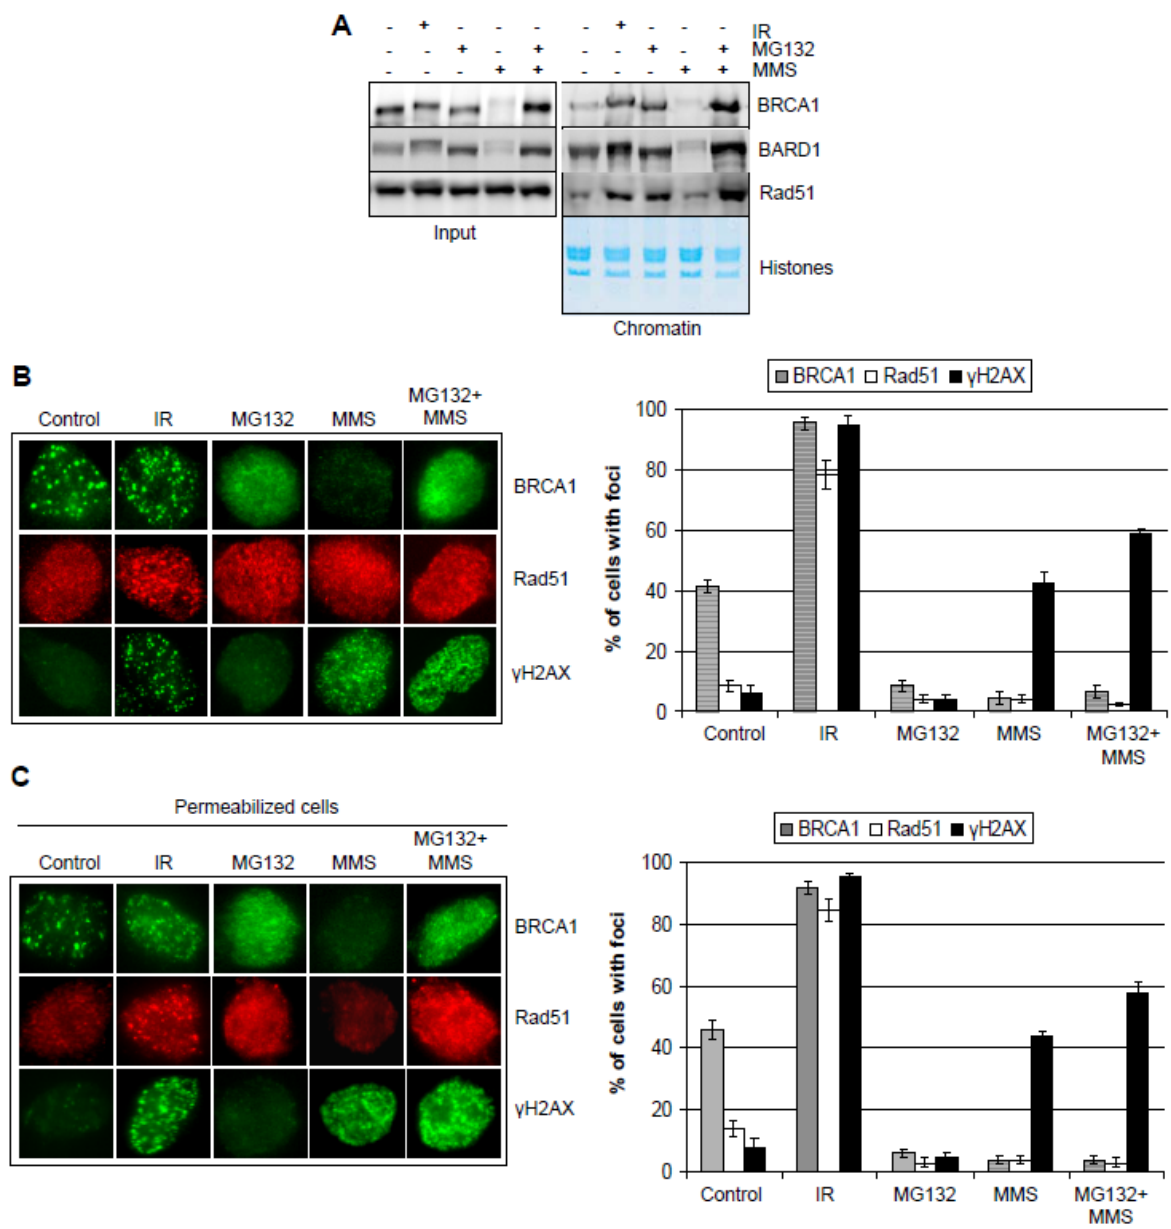 A
- + - - - - + - - - IR
- - + - + - - + - + MG132
- - - + + - - - + + MMS
BRCA1
BARD1
Rad51
Input
Histones
Chromatin
B
Control IR MG132 MMS MG132+
MMS
BRCA1
Rad51
γH2AX
BRCA1 Rad51 γH2AX
% of cells with foci
100
80
60
40
20
0
Control IR MG132 MMS MG132+
MMS
C
Permeabilized cells
Control IR MG132 MMS MG132+
MMS
BRCA1
Rad51
γH2AX
BRCA1 Rad51 γH2AX
% of cells with foci
100
80
60
40
20
0
Control IR MG132 MMS MG132+
MMS